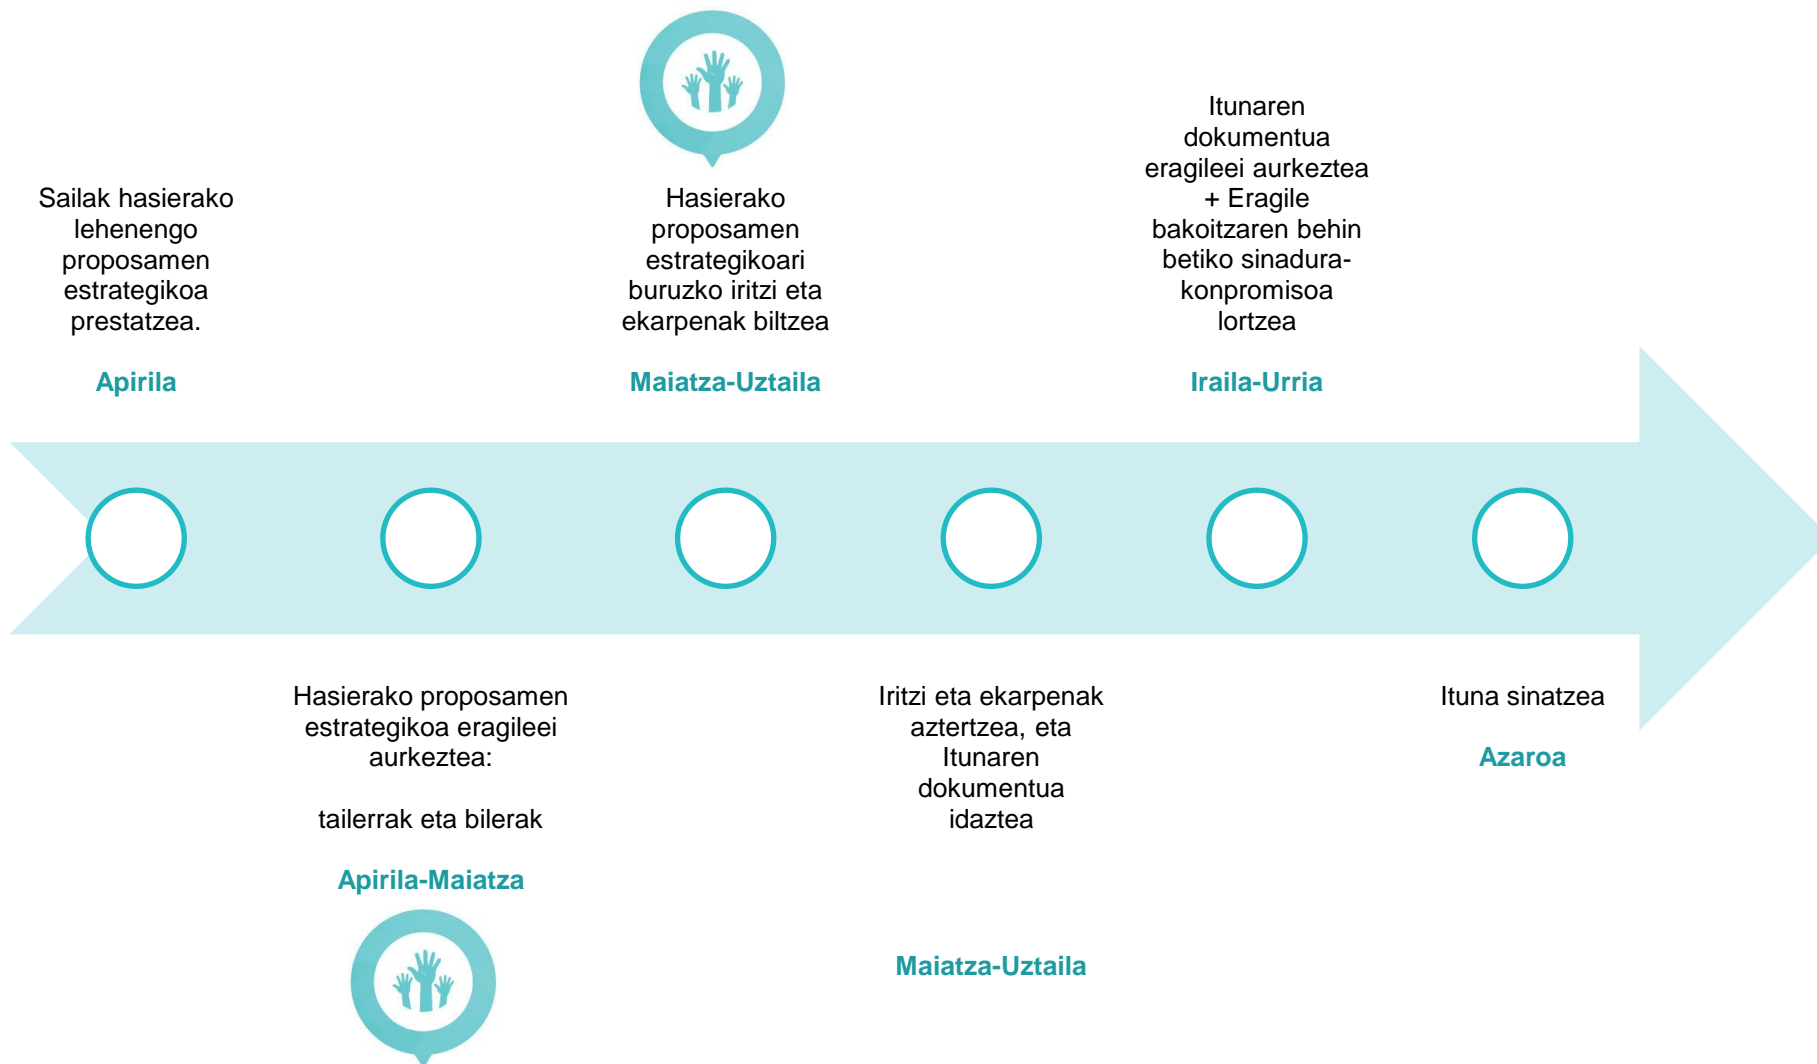 Sailak hasierako
lehenengo
proposamen
estrategikoa
prestatzea.
Apirila
Hasierako proposamen
estrategikoa eragileei
aurkeztea:
tailerrak eta bilerak
Apirila-Maiatza
Hasierako
proposamen
estrategikoari
buruzko iritzi eta
ekarpenak biltzea
Maiatza-Uztaila
Iritzi eta ekarpenak
aztertzea, eta
Itunaren
dokumentua
idaztea
Maiatza-Uztaila
Itunaren
dokumentua
eragileei aurkeztea
+ Eragile
bakoitzaren behin
betiko sinadura-
konpromisoa
lortzea
Iraila-Urria
Ituna sinatzea
Azaroa